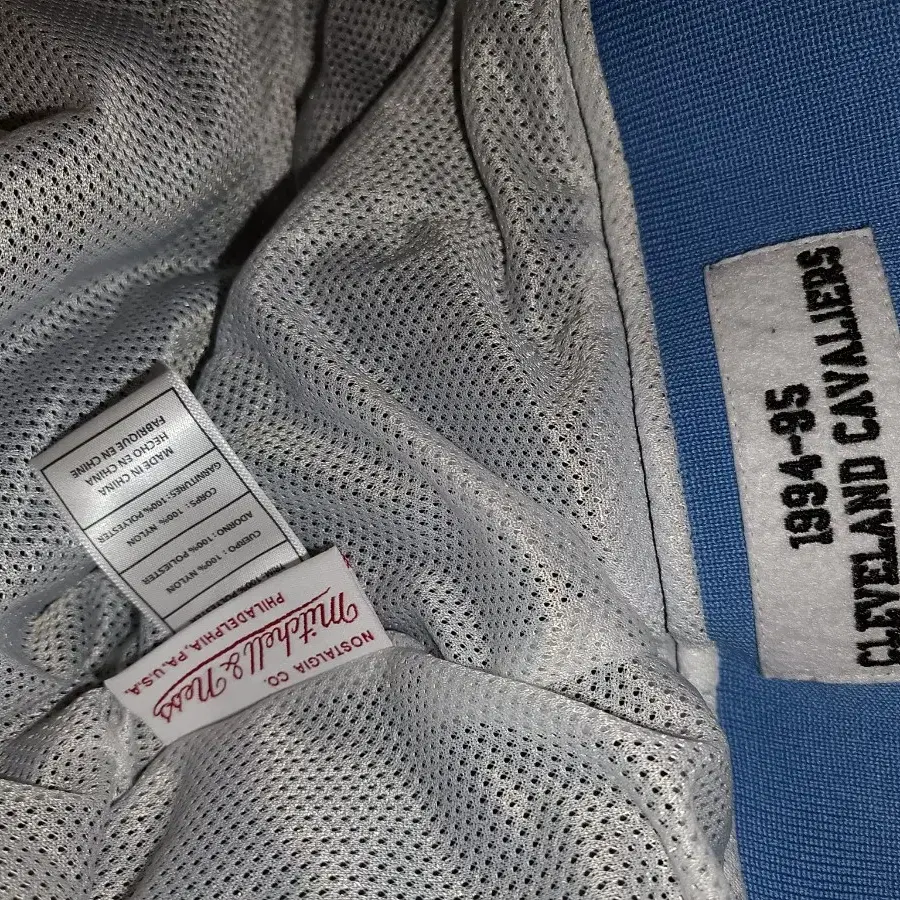 CUERPO : 100% NYLON
ADORNO: 100% POLIESTER
CORPS : 100% NYLON
GARNITURES: 100% POLYESTER
MADE IN CHINA
HECHO EN CHINA
FABRIQUE EN CHINE
NOSTALGIA CO.
Mitchell & Ness
PHILADELPHIA, PA. U.S.A.
1994-95
CLEVELAND CAVALIERS